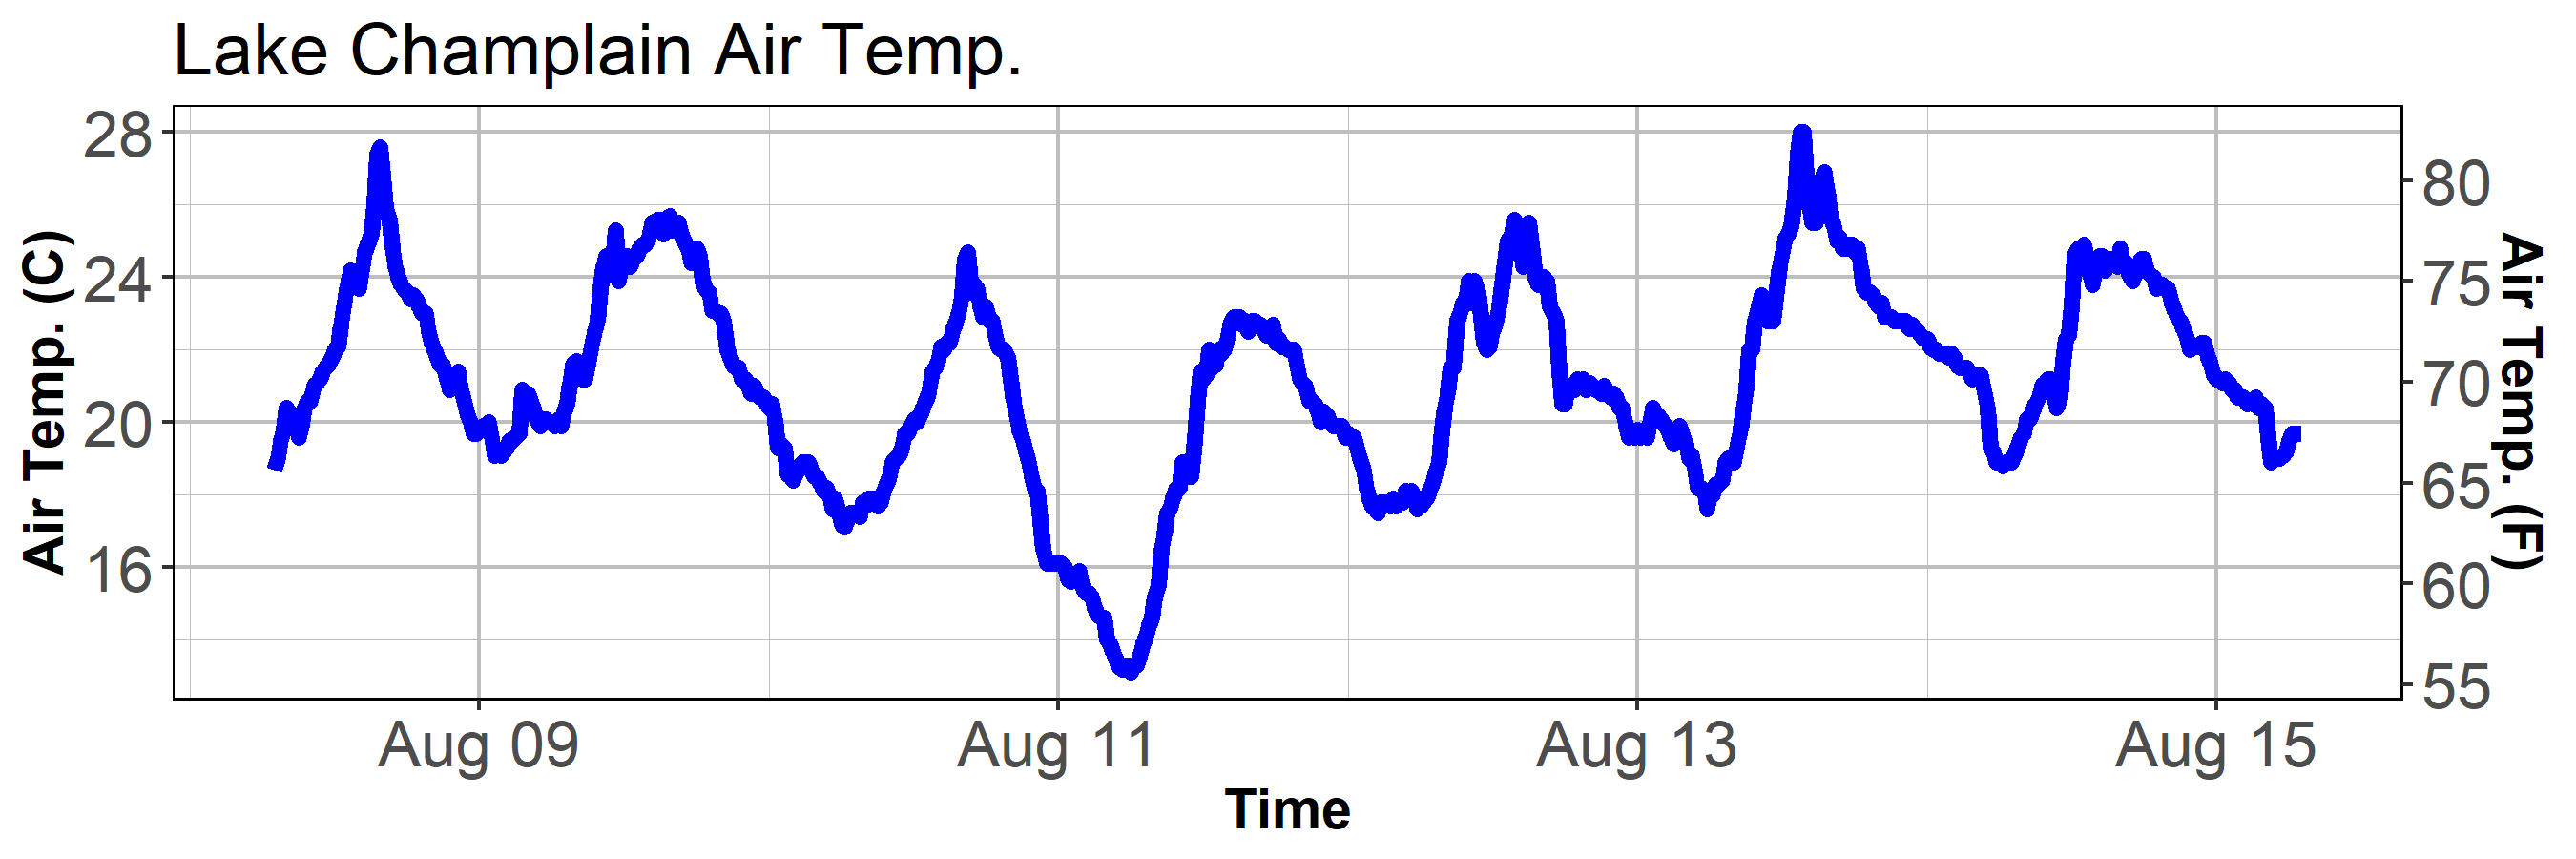 Lake Champlain Air Temp.
Air Temp. (C)
28
24
20
16
80
75
70
65
60
55
Air Temp. (F)
Aug 09 Aug 11 Aug 13 Aug 15
Time